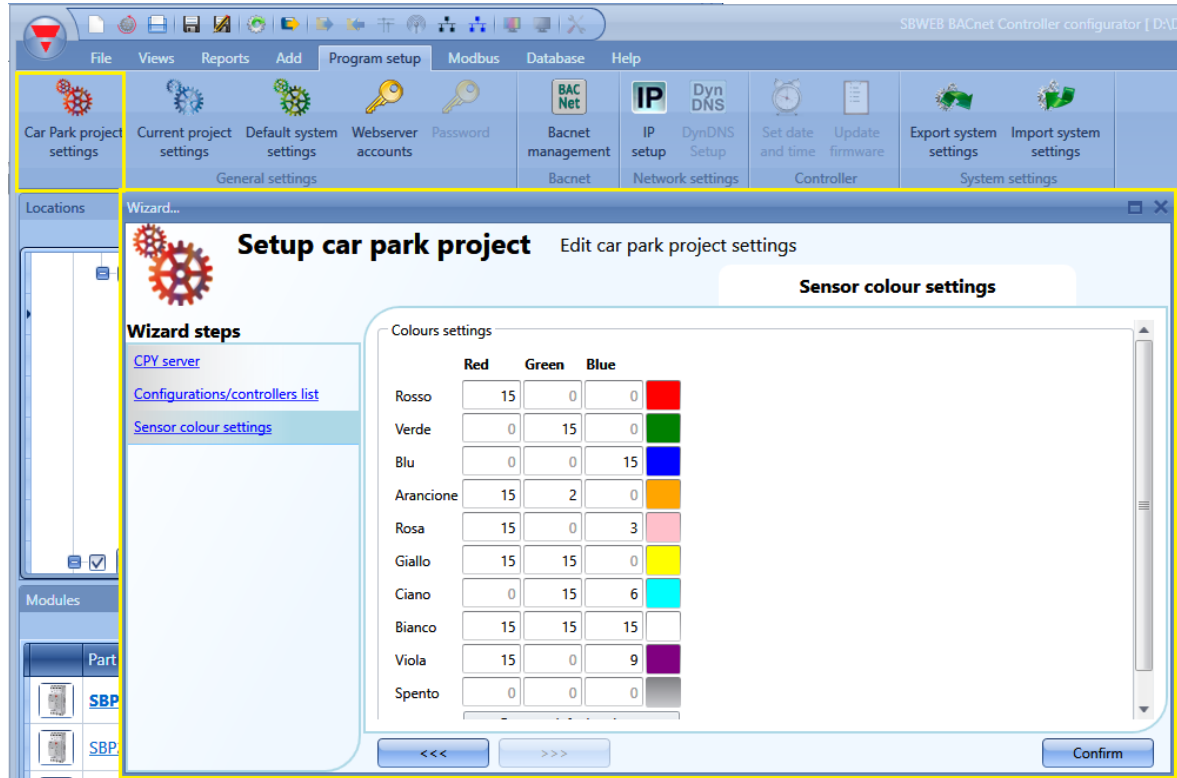 SBWEB BACnet Controller configurator [ D:\D
File Views Reports Add Program setup Modbus Database Help
BAC IP Dyn
Net DNS
Car Park project Current project Default system Webserver Password Bacnet IP DynDNS Set date Update Export system Import system
settings settings settings accounts management setup Setup and time firmware settings settings
General settings Bacnet Network settings Controller System settings
Locations
Wizard...
Setup car park project Edit car park project settings
Sensor colour settings
Wizard steps
CPY server
Configurations/controllers list
Sensor colour settings
Colours settings
Red Green Blue
Rosso 15 0 0
Verde 0 15 0
Blu 0 0 15
Arancione 15 2 0
Rosa 15 0 3
Giallo 15 15 0
Ciano 0 15 6
Bianco 15 15 15
Viola 15 0 9
Spento 0 0 0
<<< >>> Confirm
Modules
Part
SBP
SBP